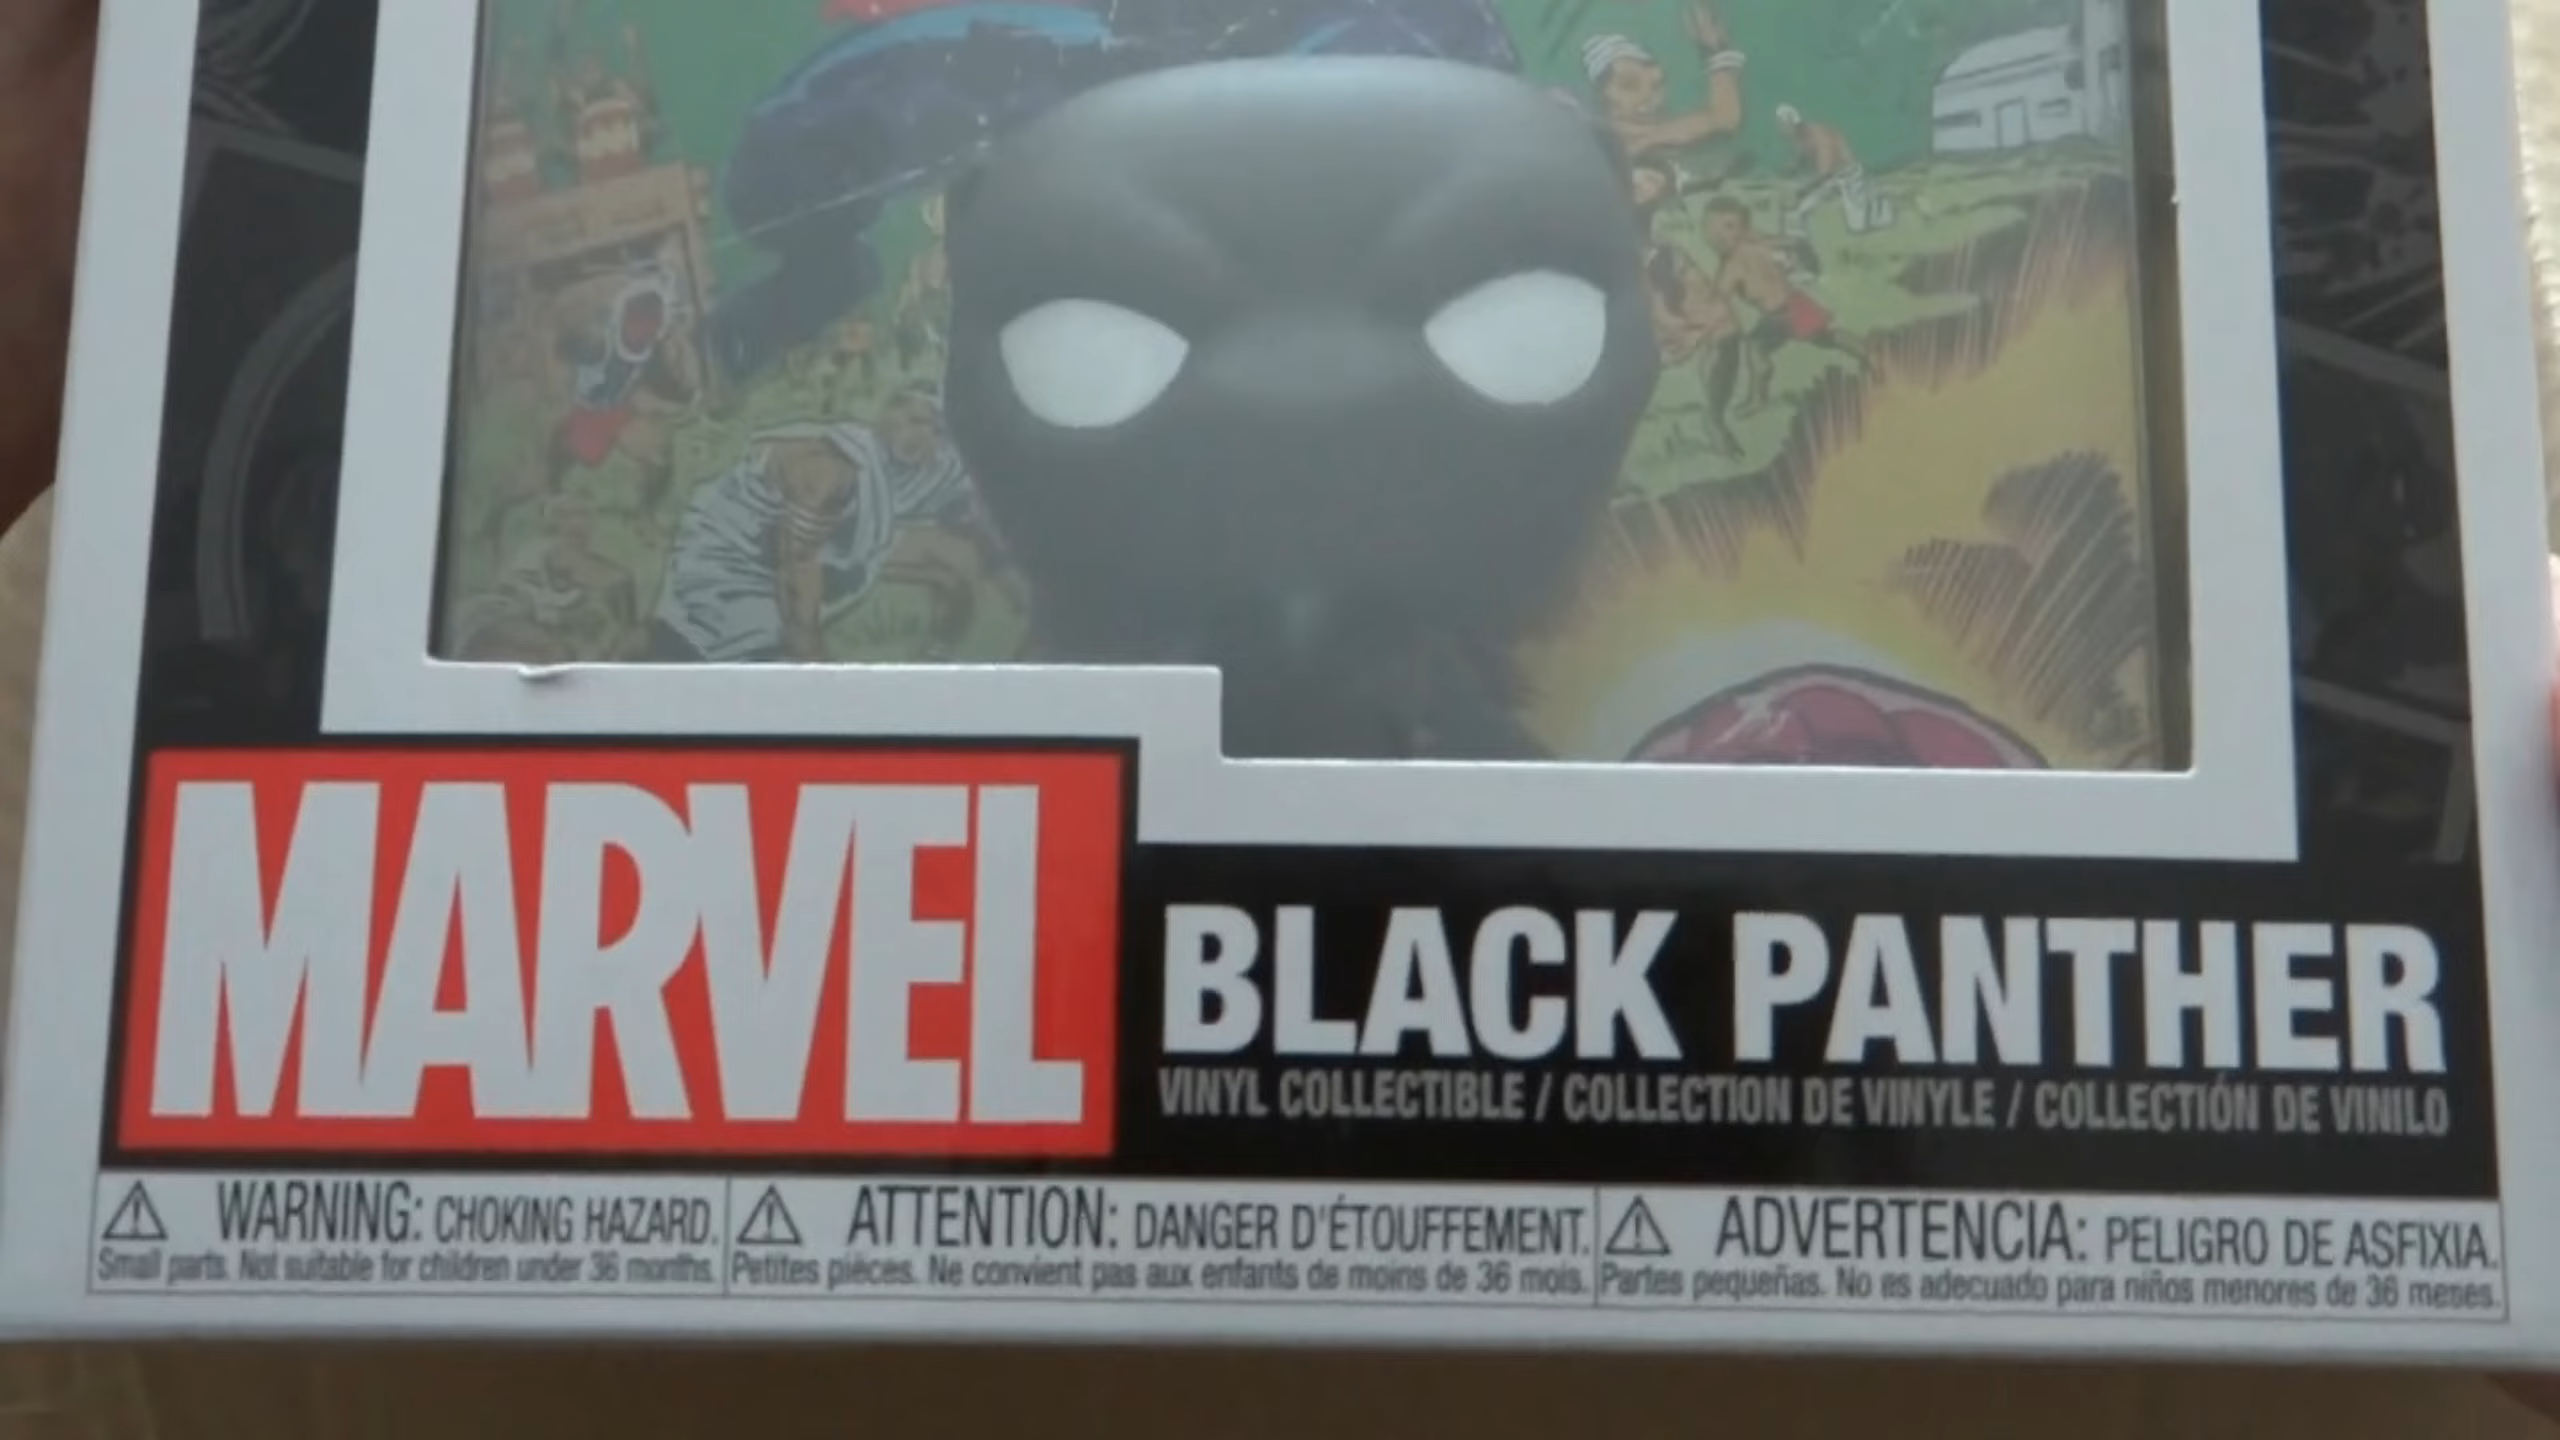 MARVEL
BLACK PANTHER
VINYL COLLECTIBLE / COLLECTION DE VINYLE / COLLECTIÓN DE VINILO
WARNING: CHOKING HAZARD.
Small parts. Not suitable for children under 36 months.
ATTENTION: DANGER D'ÉTOUFFEMENT.
Petites pièces. Ne convient pas aux enfants de moins de 36 mois.
ADVERTENCIA: PELIGRO DE ASFIXIA.
Partes pequeñas. No es adecuado para niños menores de 36 meses.